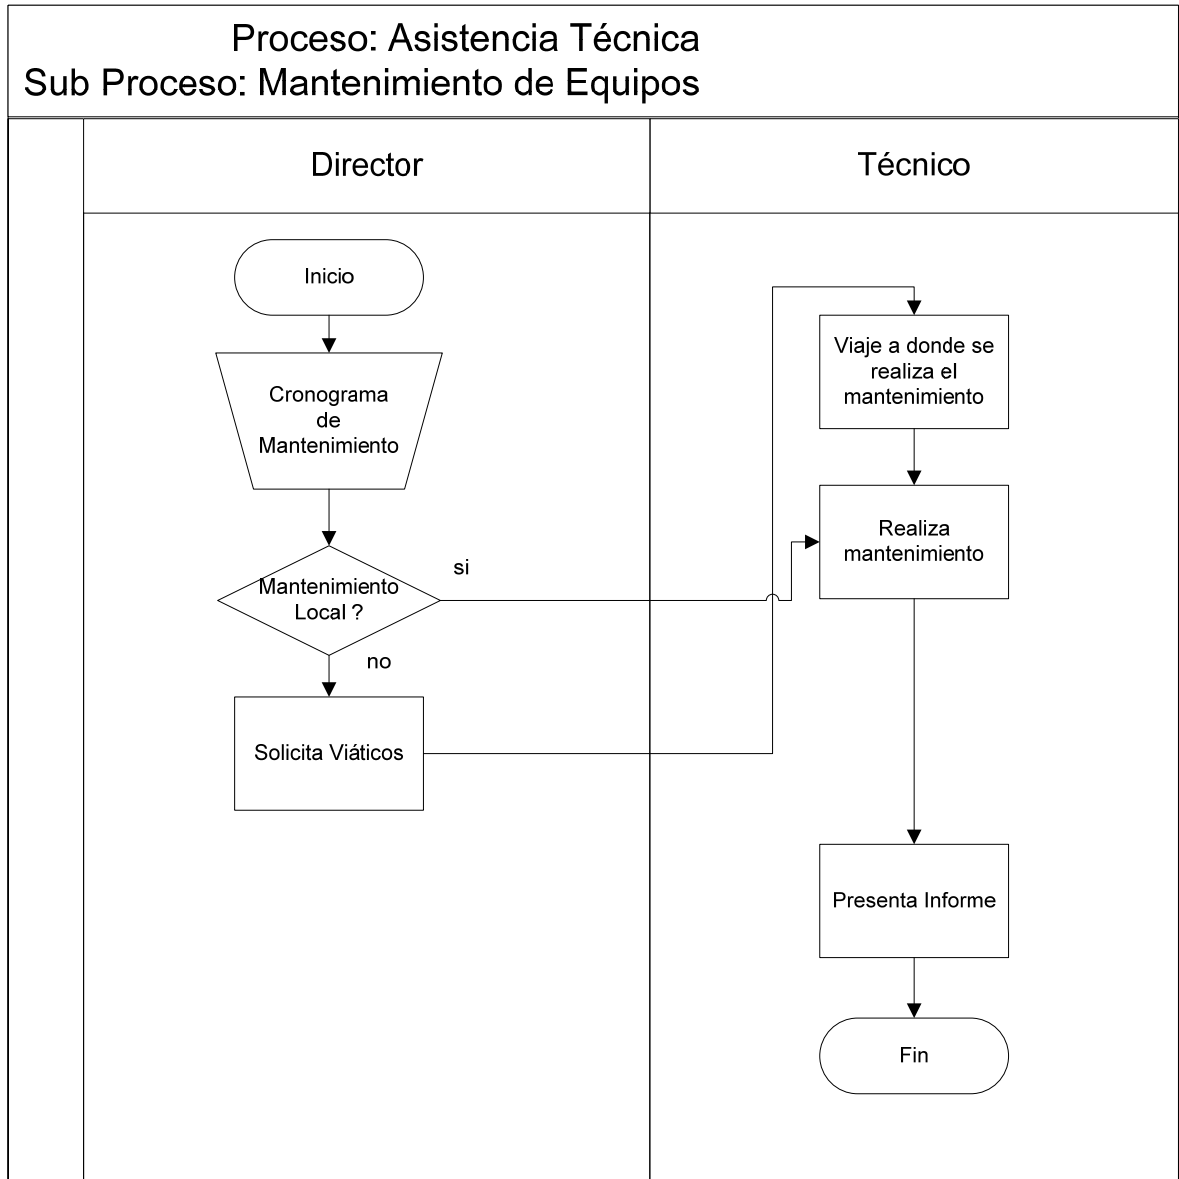 Proceso: Asistencia Técnica
Sub Proceso: Mantenimiento de Equipos
Director
Técnico
Inicio
Cronograma
de
Mantenimiento
Mantenimiento
Local ?
si
no
Solicita Viáticos
Viaje a donde se
realiza el
mantenimiento
Realiza
mantenimiento
Presenta Informe
Fin